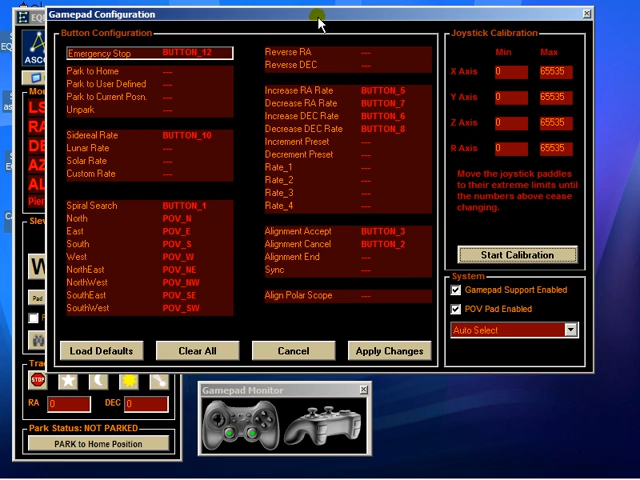 Gamepad Configuration
Button Configuration
Emergency Stop BUTTON_12
Park to Home ---
Park to User Defined ---
Park to Current Posn. ---
Unpark ---
Sidereal Rate BUTTON_10
Lunar Rate ---
Solar Rate ---
Custom Rate ---
Spiral Search BUTTON_1
North POV_N
East POV_E
South POV_S
West POV_W
NorthEast POV_NE
NorthWest POV_NW
SouthEast POV_SE
SouthWest POV_SW
Reverse RA ---
Reverse DEC ---
Increase RA Rate BUTTON_5
Decrease RA Rate BUTTON_7
Increase DEC Rate BUTTON_6
Decrease DEC Rate BUTTON_8
Increment Preset ---
Decrement Preset ---
Rate_1 ---
Rate_2 ---
Rate_3 ---
Rate_4 ---
Alignment Accept BUTTON_3
Alignment Cancel BUTTON_2
Alignment End ---
Sync ---
Align Polar Scope ---
Load Defaults
Clear All
Cancel
Apply Changes
Joystick Calibration
Min Max
X Axis 0 65535
Y Axis 0 65535
Z Axis 0 65535
R Axis 0 65535
Move the joystick paddles
to their extreme limits until
the numbers above cease
changing.
Start Calibration
System
Gamepad Support Enabled
POV Pad Enabled
Auto Select
Gamepad Monitor
Pad
STOP
RA 0 DEC 0
Park Status: NOT PARKED
PARK to Home Position